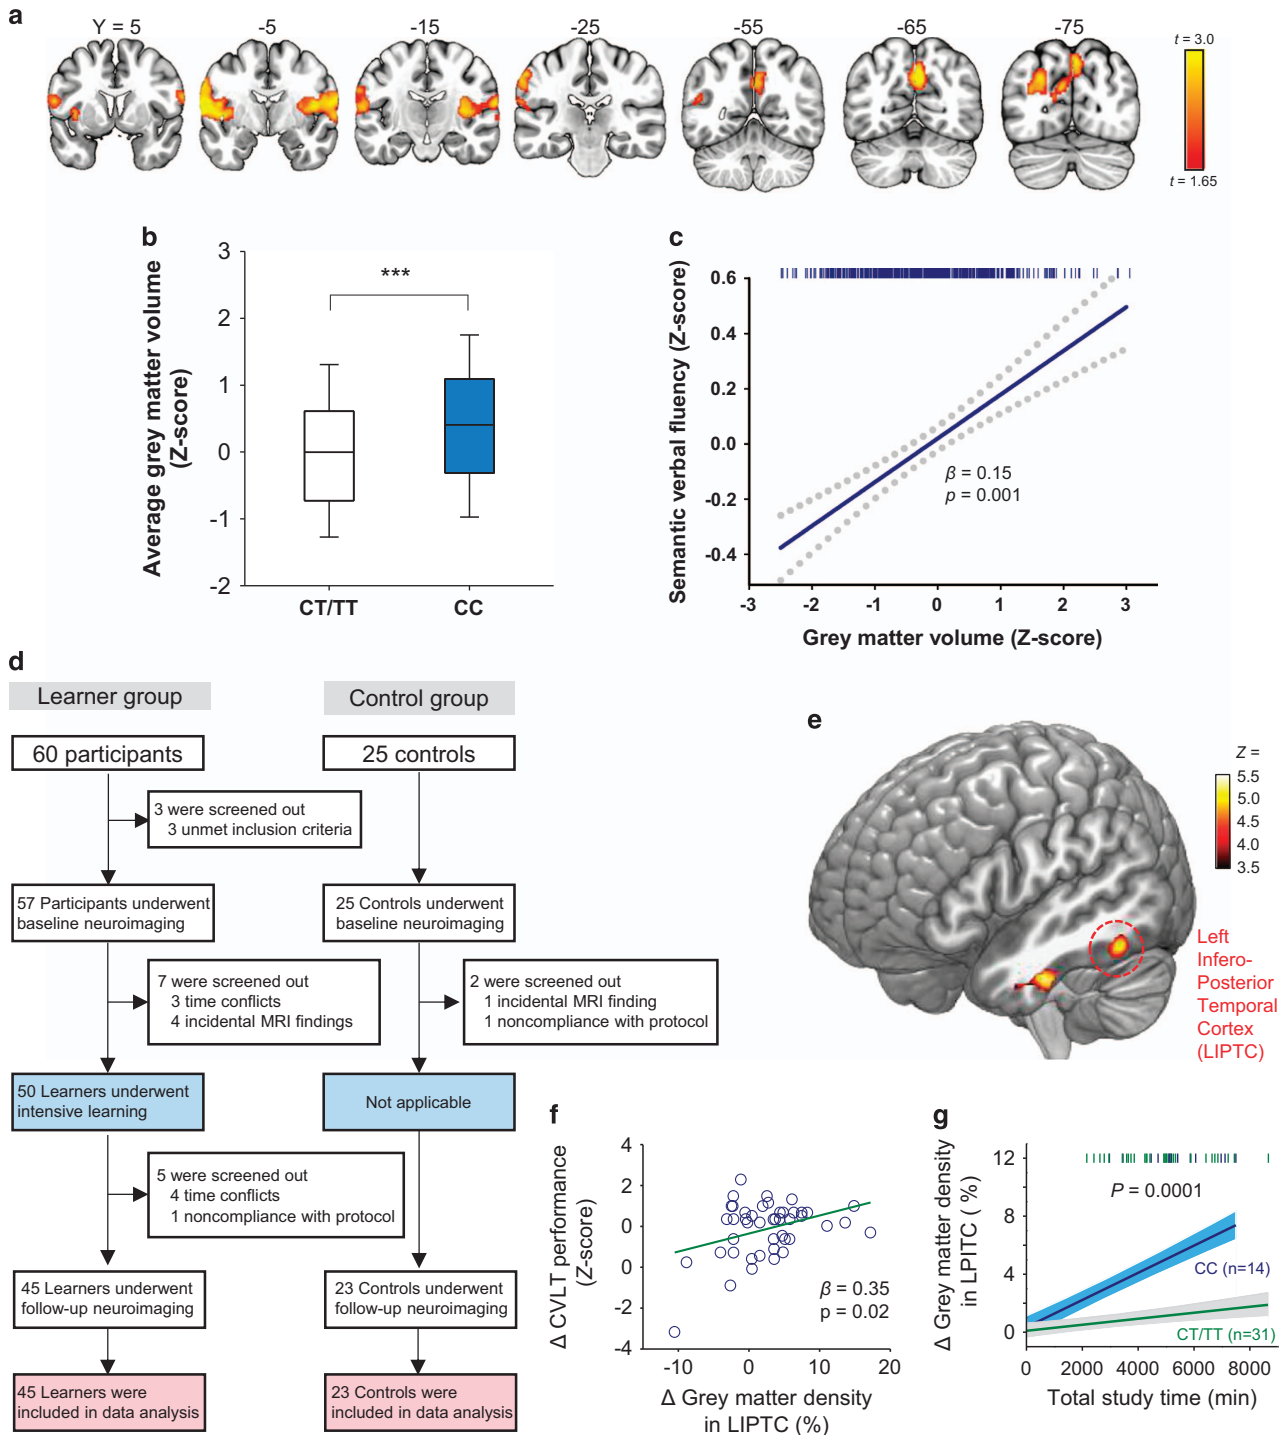 a
Y = 5
-5
-15
-25
-55
-65
-75
t = 3.0
t = 1.65
b
Average grey matter volume
(Z-score)
3
2
1
0
-1
-2
***
CT/TT
CC
c
Semantic verbal fluency (Z-score)
0.6
0.4
0.2
0.0
-0.2
-0.4
β = 0.15
p = 0.001
-3
-2
-1
0
1
2
3
Grey matter volume (Z-score)
d
Learner group
Control group
60 participants
25 controls
3 were screened out
3 unmet inclusion criteria
57 Participants underwent
baseline neuroimaging
25 Controls underwent
baseline neuroimaging
7 were screened out
3 time conflicts
4 incidental MRI findings
2 were screened out
1 incidental MRI finding
1 noncompliance with protocol
50 Learners underwent
intensive learning
Not applicable
5 were screened out
4 time conflicts
1 noncompliance with protocol
45 Learners underwent
follow-up neuroimaging
23 Controls underwent
follow-up neuroimaging
45 Learners were
included in data analysis
23 Controls were
included in data analysis
e
Z =
5.5
5.0
4.5
4.0
3.5
Left
Infero-
Posterior
Temporal
Cortex
(LIPTC)
f
Δ CVLT performance
(Z-score)
4
2
0
0
-2
-4
β = 0.35
p = 0.02
-10
0
10
20
Δ Grey matter density
in LIPTC (%)
g
Δ Grey matter density
in LPITC ( %)
12
8
4
0
P = 0.0001
CC (n=14)
CT/TT (n=31)
0
2000
4000
6000
8000
Total study time (min)